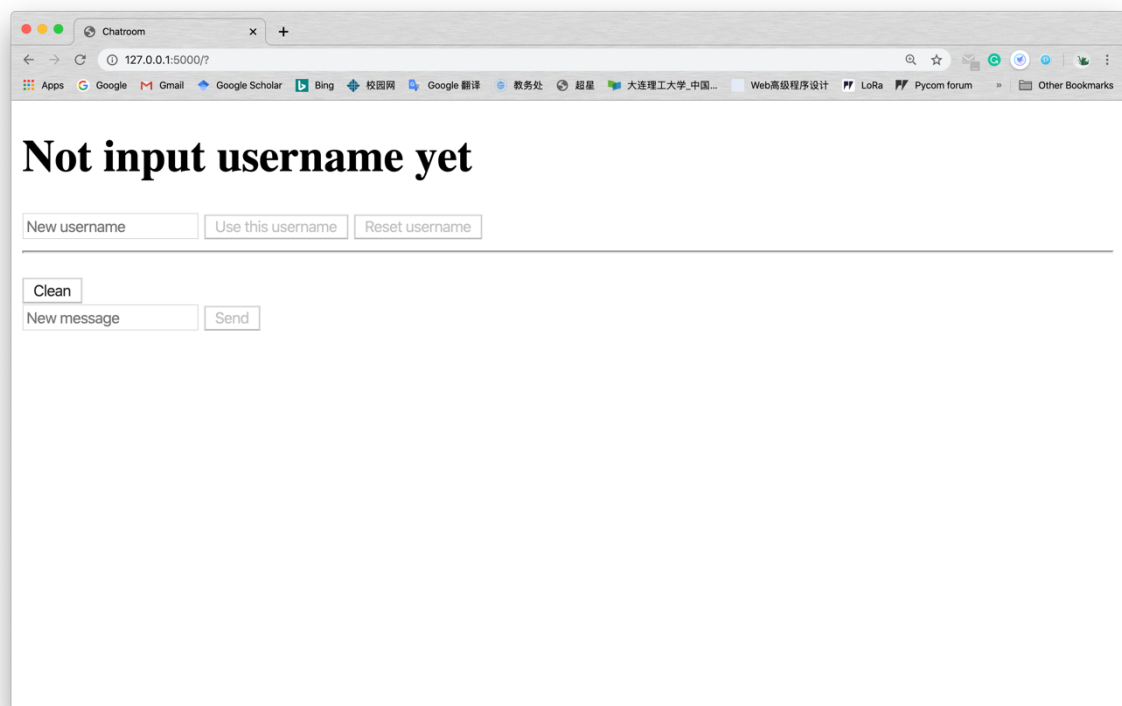 Chatroom
127.0.0.1:5000/?
Apps Google Gmail Google Scholar Bing 校园网 Google 翻译 教务处 超星 大连理工大学_中国... Web高级程序设计 LoRa Pycom forum » Other Bookmarks
Not input username yet
New username Use this username Reset username
Clean
New message Send